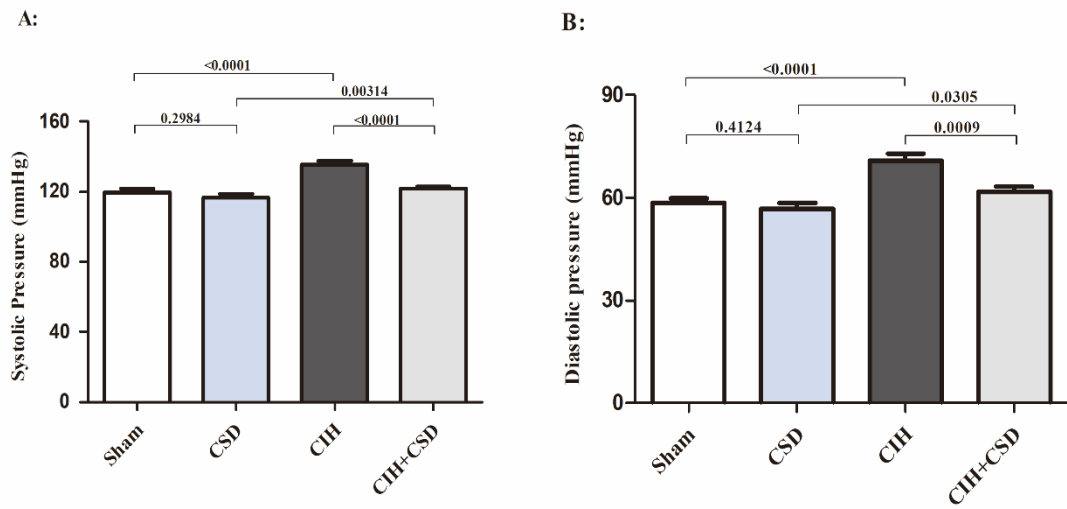 A:
<0.0001
0.00314
0.2984
<0.0001
Systolic Pressure (mmHg)
160
120
80
40
0
Sham
CSD
CIH
CIH+CSD
B:
<0.0001
0.0305
0.4124
0.0009
Diastolic pressure (mmHg)
90
60
30
0
Sham
CSD
CIH
CIH+CSD